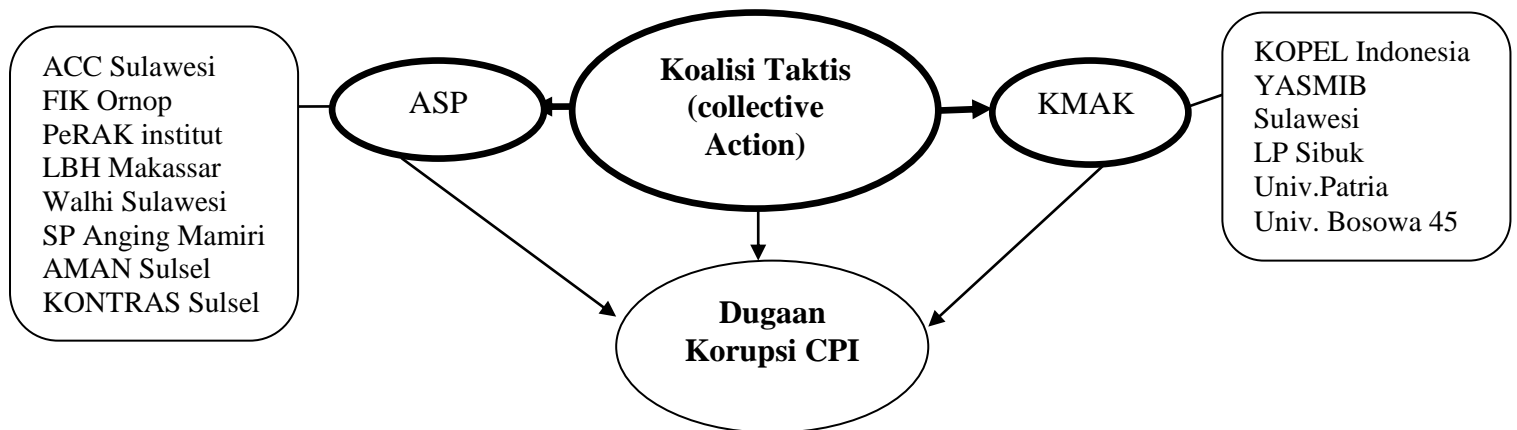 ACC Sulawesi
FIK Ornop
PeRAK institut
LBH Makassar
Walhi Sulawesi
SP Anging Mamiri
AMAN Sulsel
KONTRAS Sulsel
ASP
Koalisi Taktis
(collective
Action)
KMAK
KOPEL Indonesia
YASMIB
Sulawesi
LP Sibuk
Univ.Patria
Univ. Bosowa 45
Dugaan
Korupsi CPI